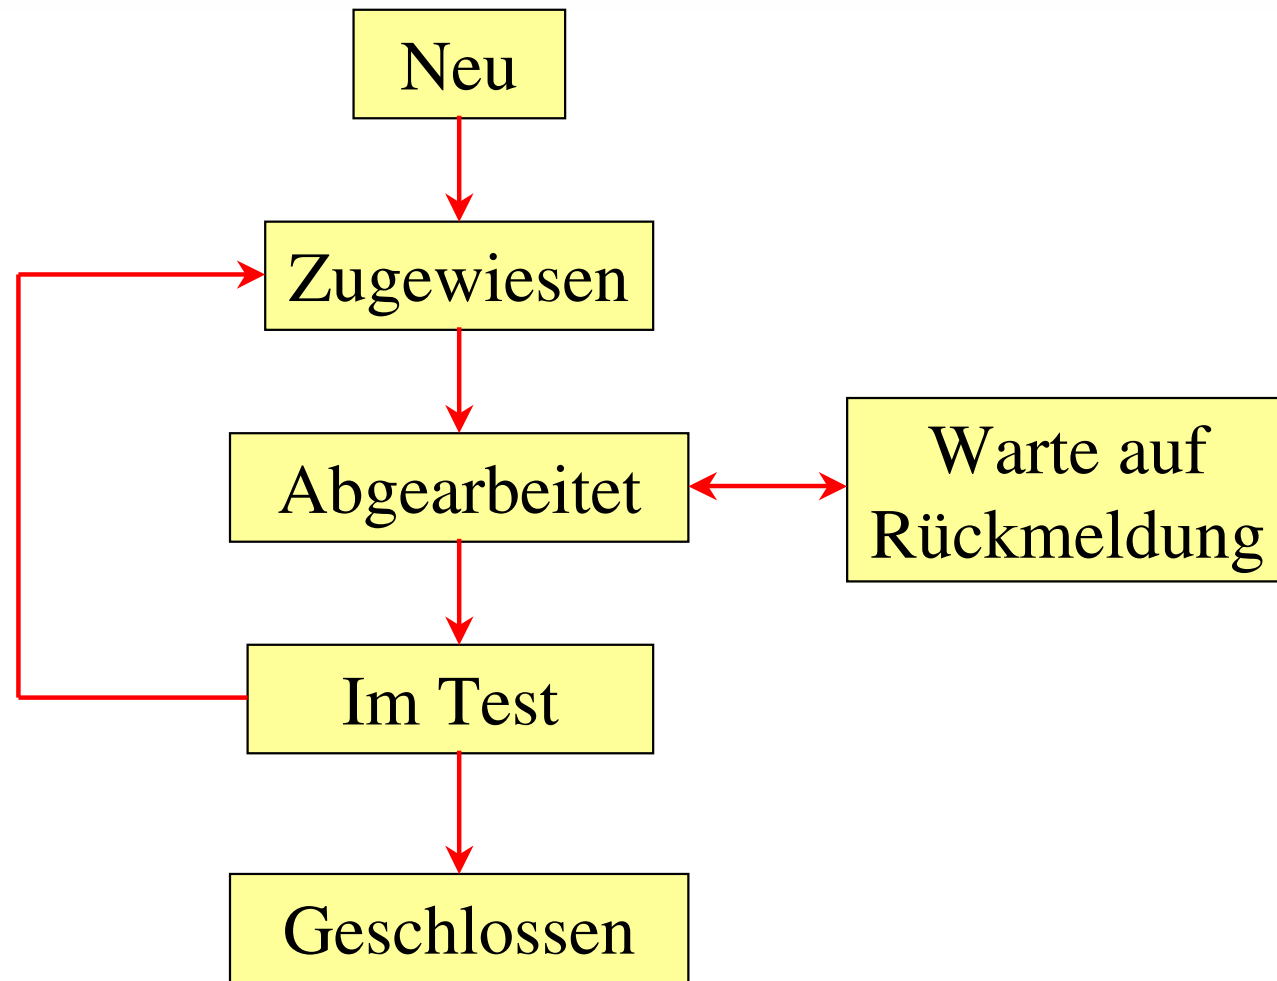 Neu
Zugewiesen
Abgearbeitet
Warte auf
Rückmeldung
Im Test
Geschlossen